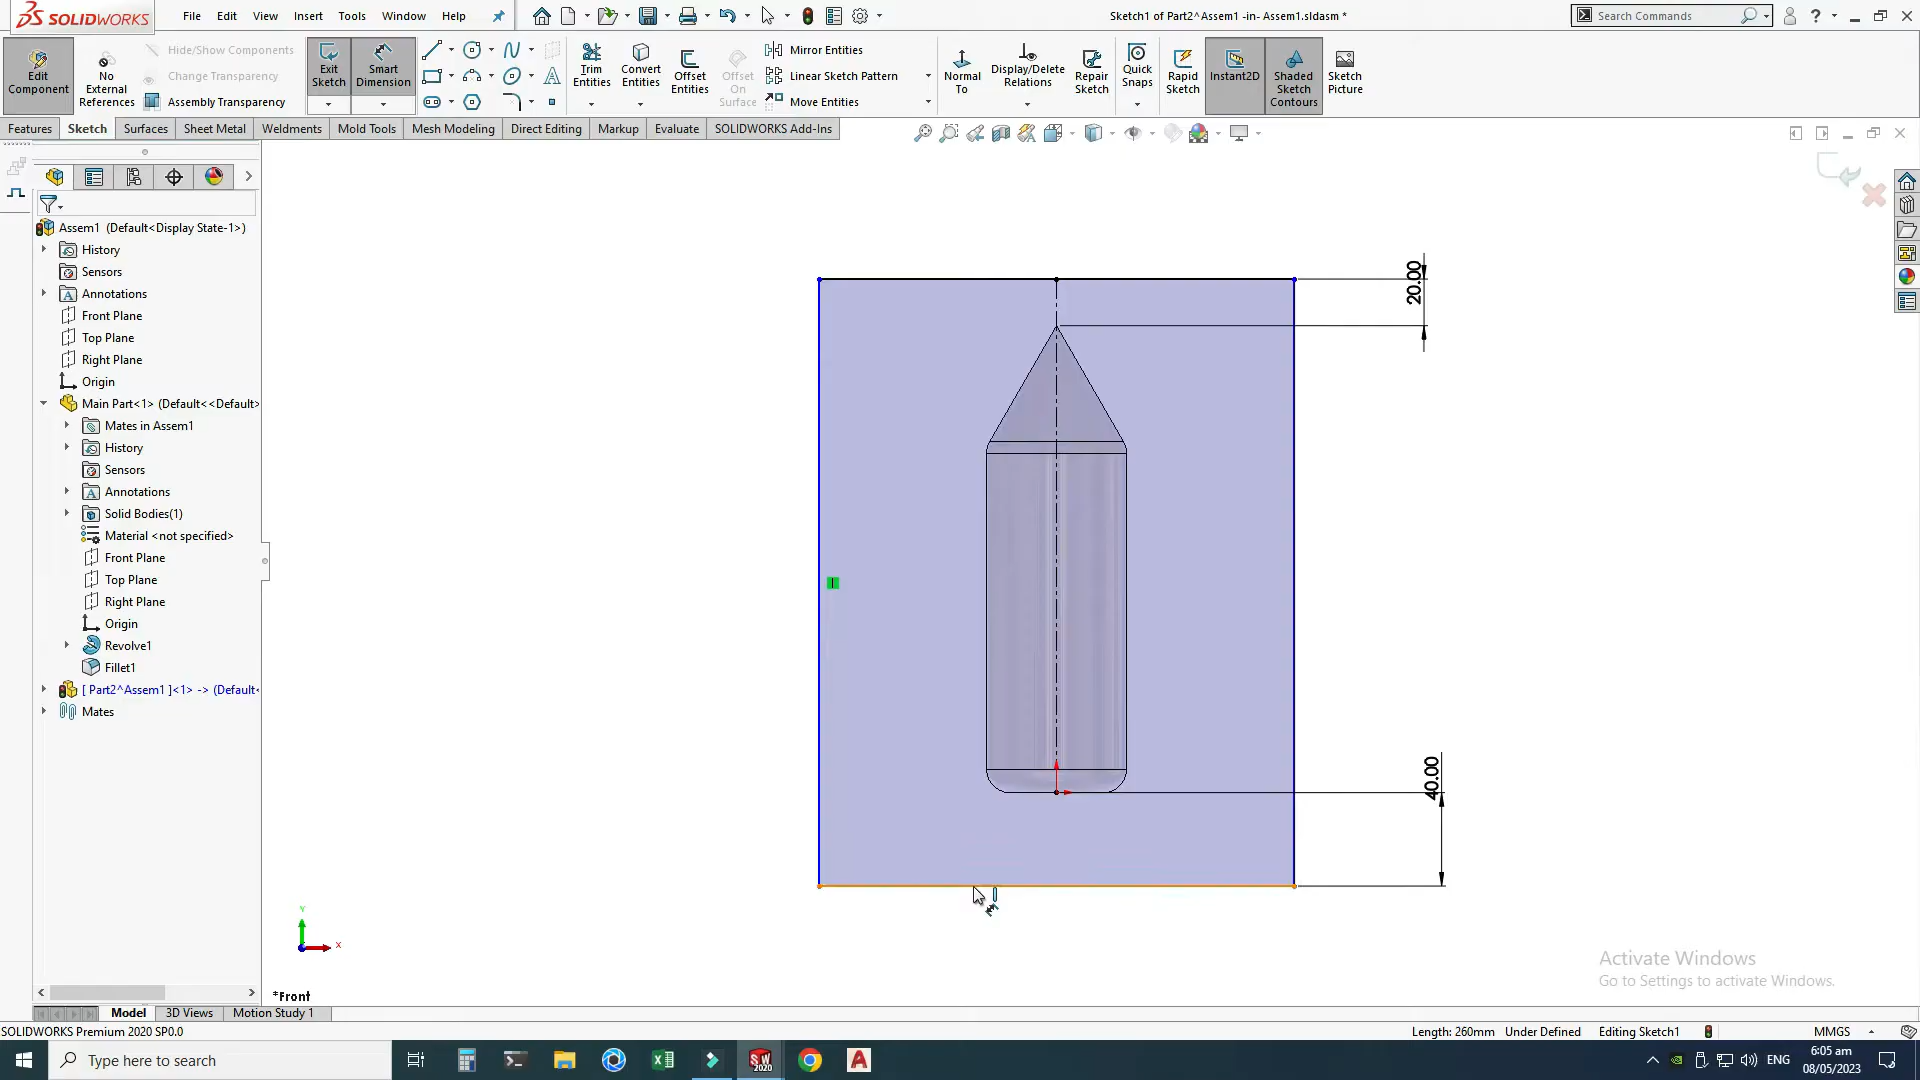 SOLIDWORKS
File Edit View Insert Tools Window Help
Sketch1 of Part2^Assem1 -in- Assem1.sldasm *
Search Commands
Edit Component
No External References
Hide/Show Components
Change Transparency
Assembly Transparency
Exit Sketch
Smart Dimension
Trim Entities
Convert Entities
Offset Entities
Offset On Surface
Mirror Entities
Linear Sketch Pattern
Move Entities
Normal To
Display/Delete Relations
Repair Sketch
Quick Snaps
Rapid Sketch
Instant2D
Shaded Sketch Contours
Sketch Picture
Features Sketch Surfaces Sheet Metal Weldments Mold Tools Mesh Modeling Direct Editing Markup Evaluate SOLIDWORKS Add-Ins
Assem1 (Default<Display State-1>)
History
Sensors
Annotations
Front Plane
Top Plane
Right Plane
Origin
Main Part<1> (Default<<Default>
Mates in Assem1
History
Sensors
Annotations
Solid Bodies(1)
Material <not specified>
Front Plane
Top Plane
Right Plane
Origin
Revolve1
Fillet1
[ Part2^Assem1 ]<1> -> (Default<
Mates
20.00
40.00
Y
X
*Front
Activate Windows
Go to Settings to activate Windows.
Model 3D Views Motion Study 1
SOLIDWORKS Premium 2020 SP0.0
Length: 260mm Under Defined Editing Sketch1 MMGS
Type here to search
SW
2020
A
ENG
6:05 am
08/05/2023